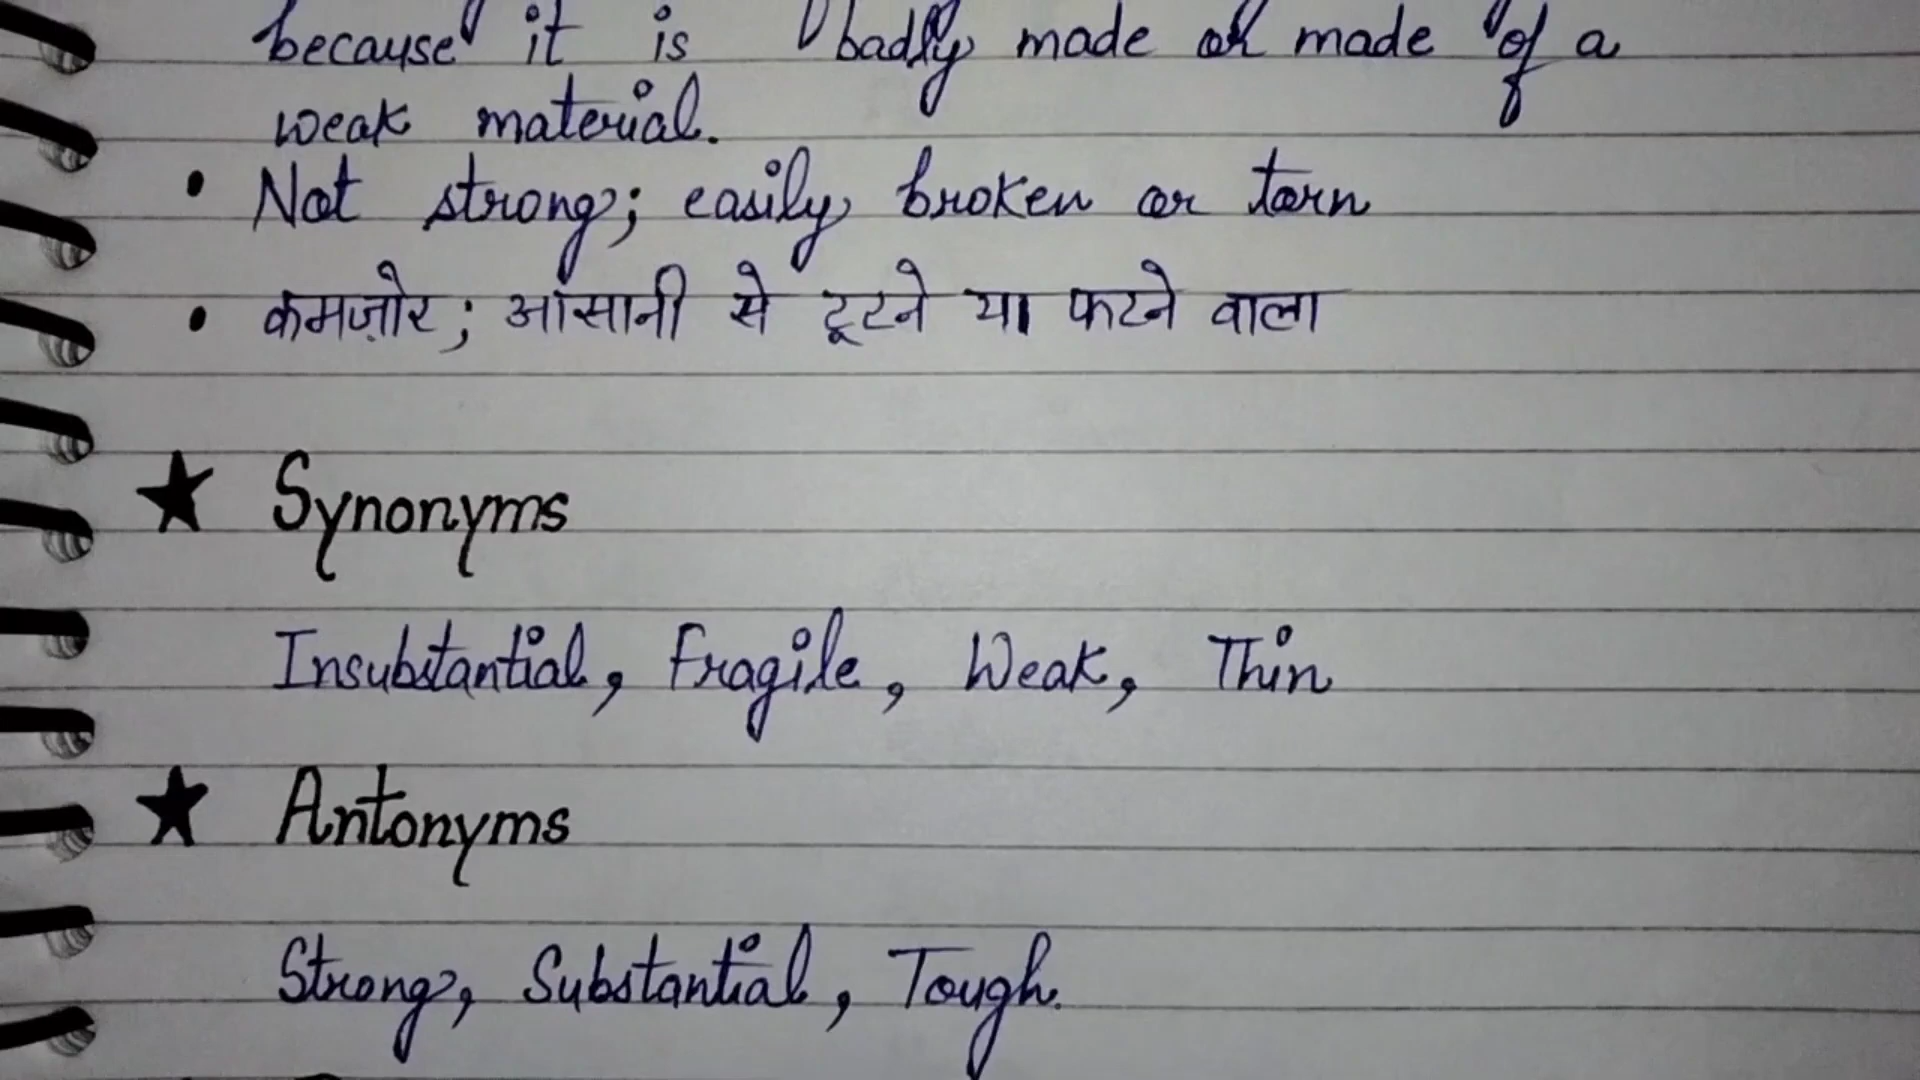 because it is badly made or made of a
weak material.
• Not strong; easily broken or torn
• कमज़ोर; आसानी से टूटने या फटने वाला
★ Synonyms
Insubstantial, Fragile, Weak, Thin
★ Antonyms
Strong, Substantial, Tough.